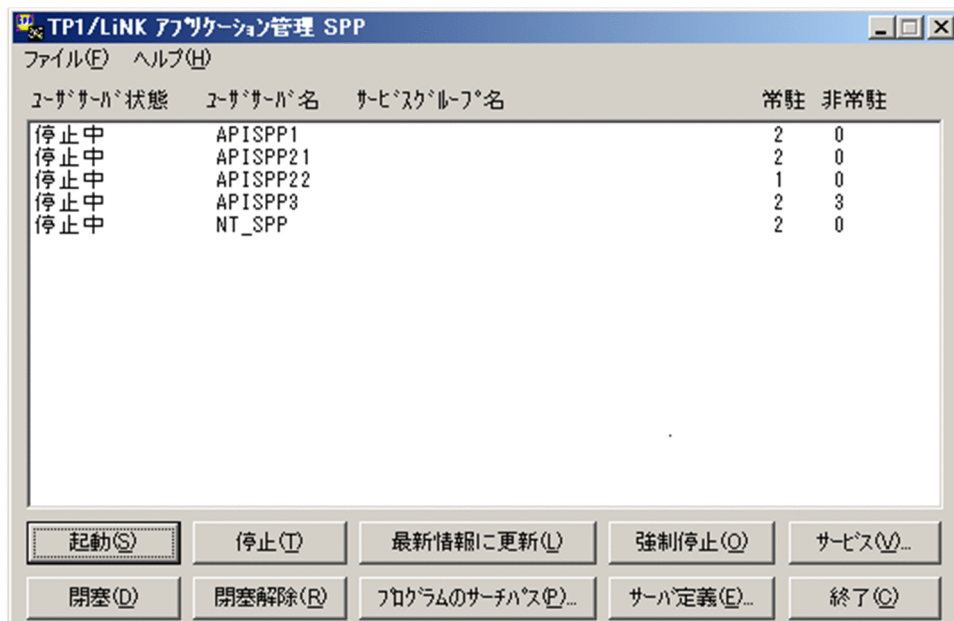 TP1/LiNK ｱﾌﾟﾘｹｰｼｮﾝ管理 SPP
ﾌｧｲﾙ(F) ヘルプ(H)
ﾕｰｻﾞｻｰﾊﾞ状態 ﾕｰｻﾞｻｰﾊﾞ名 ｻｰﾋﾞｽｸﾞﾙｰﾌﾟ名 常駐 非常駐
停止中 APISPP1 2 0
停止中 APISPP21 2 0
停止中 APISPP22 1 0
停止中 APISPP3 2 3
停止中 NT_SPP 2 0
起動(S) 停止(T) 最新情報に更新(L) 強制停止(O) ｻｰﾋﾞｽ(V)...
閉塞(D) 閉塞解除(R) ﾌﾟﾛｸﾞﾗﾑのｻｰﾁﾊﾟｽ(P)... ｻｰﾊﾞ定義(E)... 終了(C)